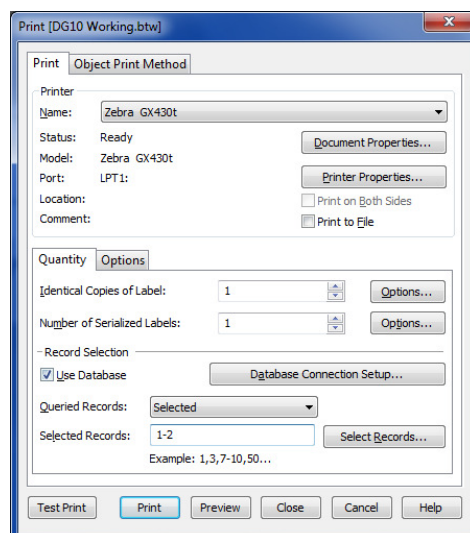 Print [DG10 Working.btw]
Print Object Print Method
Printer
Name: Zebra GX430t
Status: Ready Document Properties...
Model: Zebra GX430t
Port: LPT1: Printer Properties...
Location: Print on Both Sides
Comment: Print to File
Quantity Options
Identical Copies of Label: 1 Options...
Number of Serialized Labels: 1 Options...
Record Selection
Use Database Database Connection Setup...
Queried Records: Selected
Selected Records: 1-2 Select Records...
Example: 1,3,7-10,50...
Test Print Print Preview Close Cancel Help